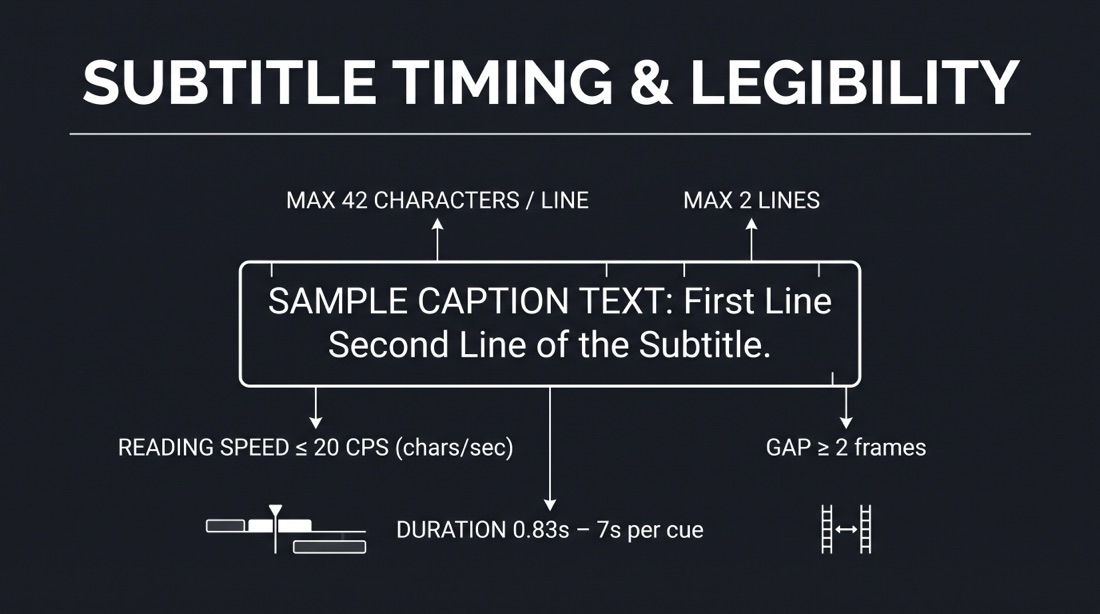 SUBTITLE TIMING & LEGIBILITY
MAX 42 CHARACTERS / LINE
MAX 2 LINES
SAMPLE CAPTION TEXT: First Line
Second Line of the Subtitle.
READING SPEED ≤ 20 CPS (chars/sec)
GAP ≥ 2 frames
DURATION 0.83s – 7s per cue